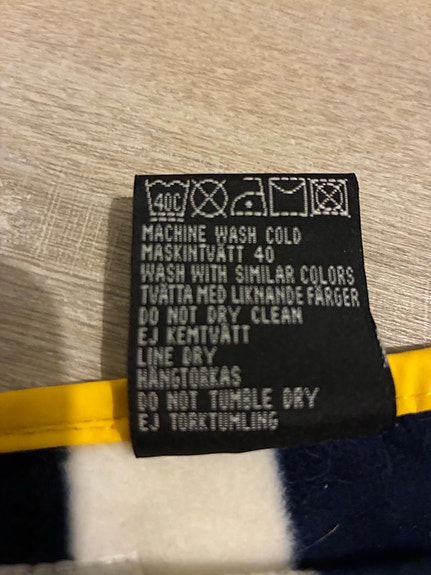 40C
MACHINE WASH COLD
MASKINTVÄTT 40
WASH WITH SIMILAR COLORS
TVÄTTA MED LIKNANDE FÄRGER
DO NOT DRY CLEAN
EJ KEMTVÄTT
LINE DRY
HÄNGTORKAS
DO NOT TUMBLE DRY
EJ TORKTUMLING